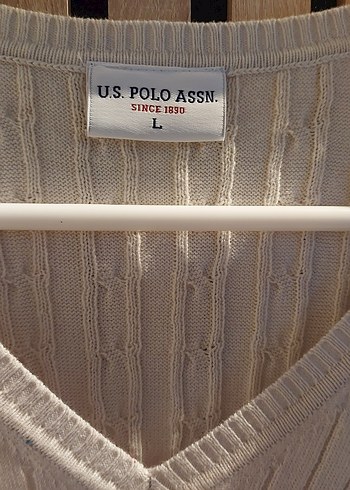 U.S. POLO ASSN.
SINCE 1890
L